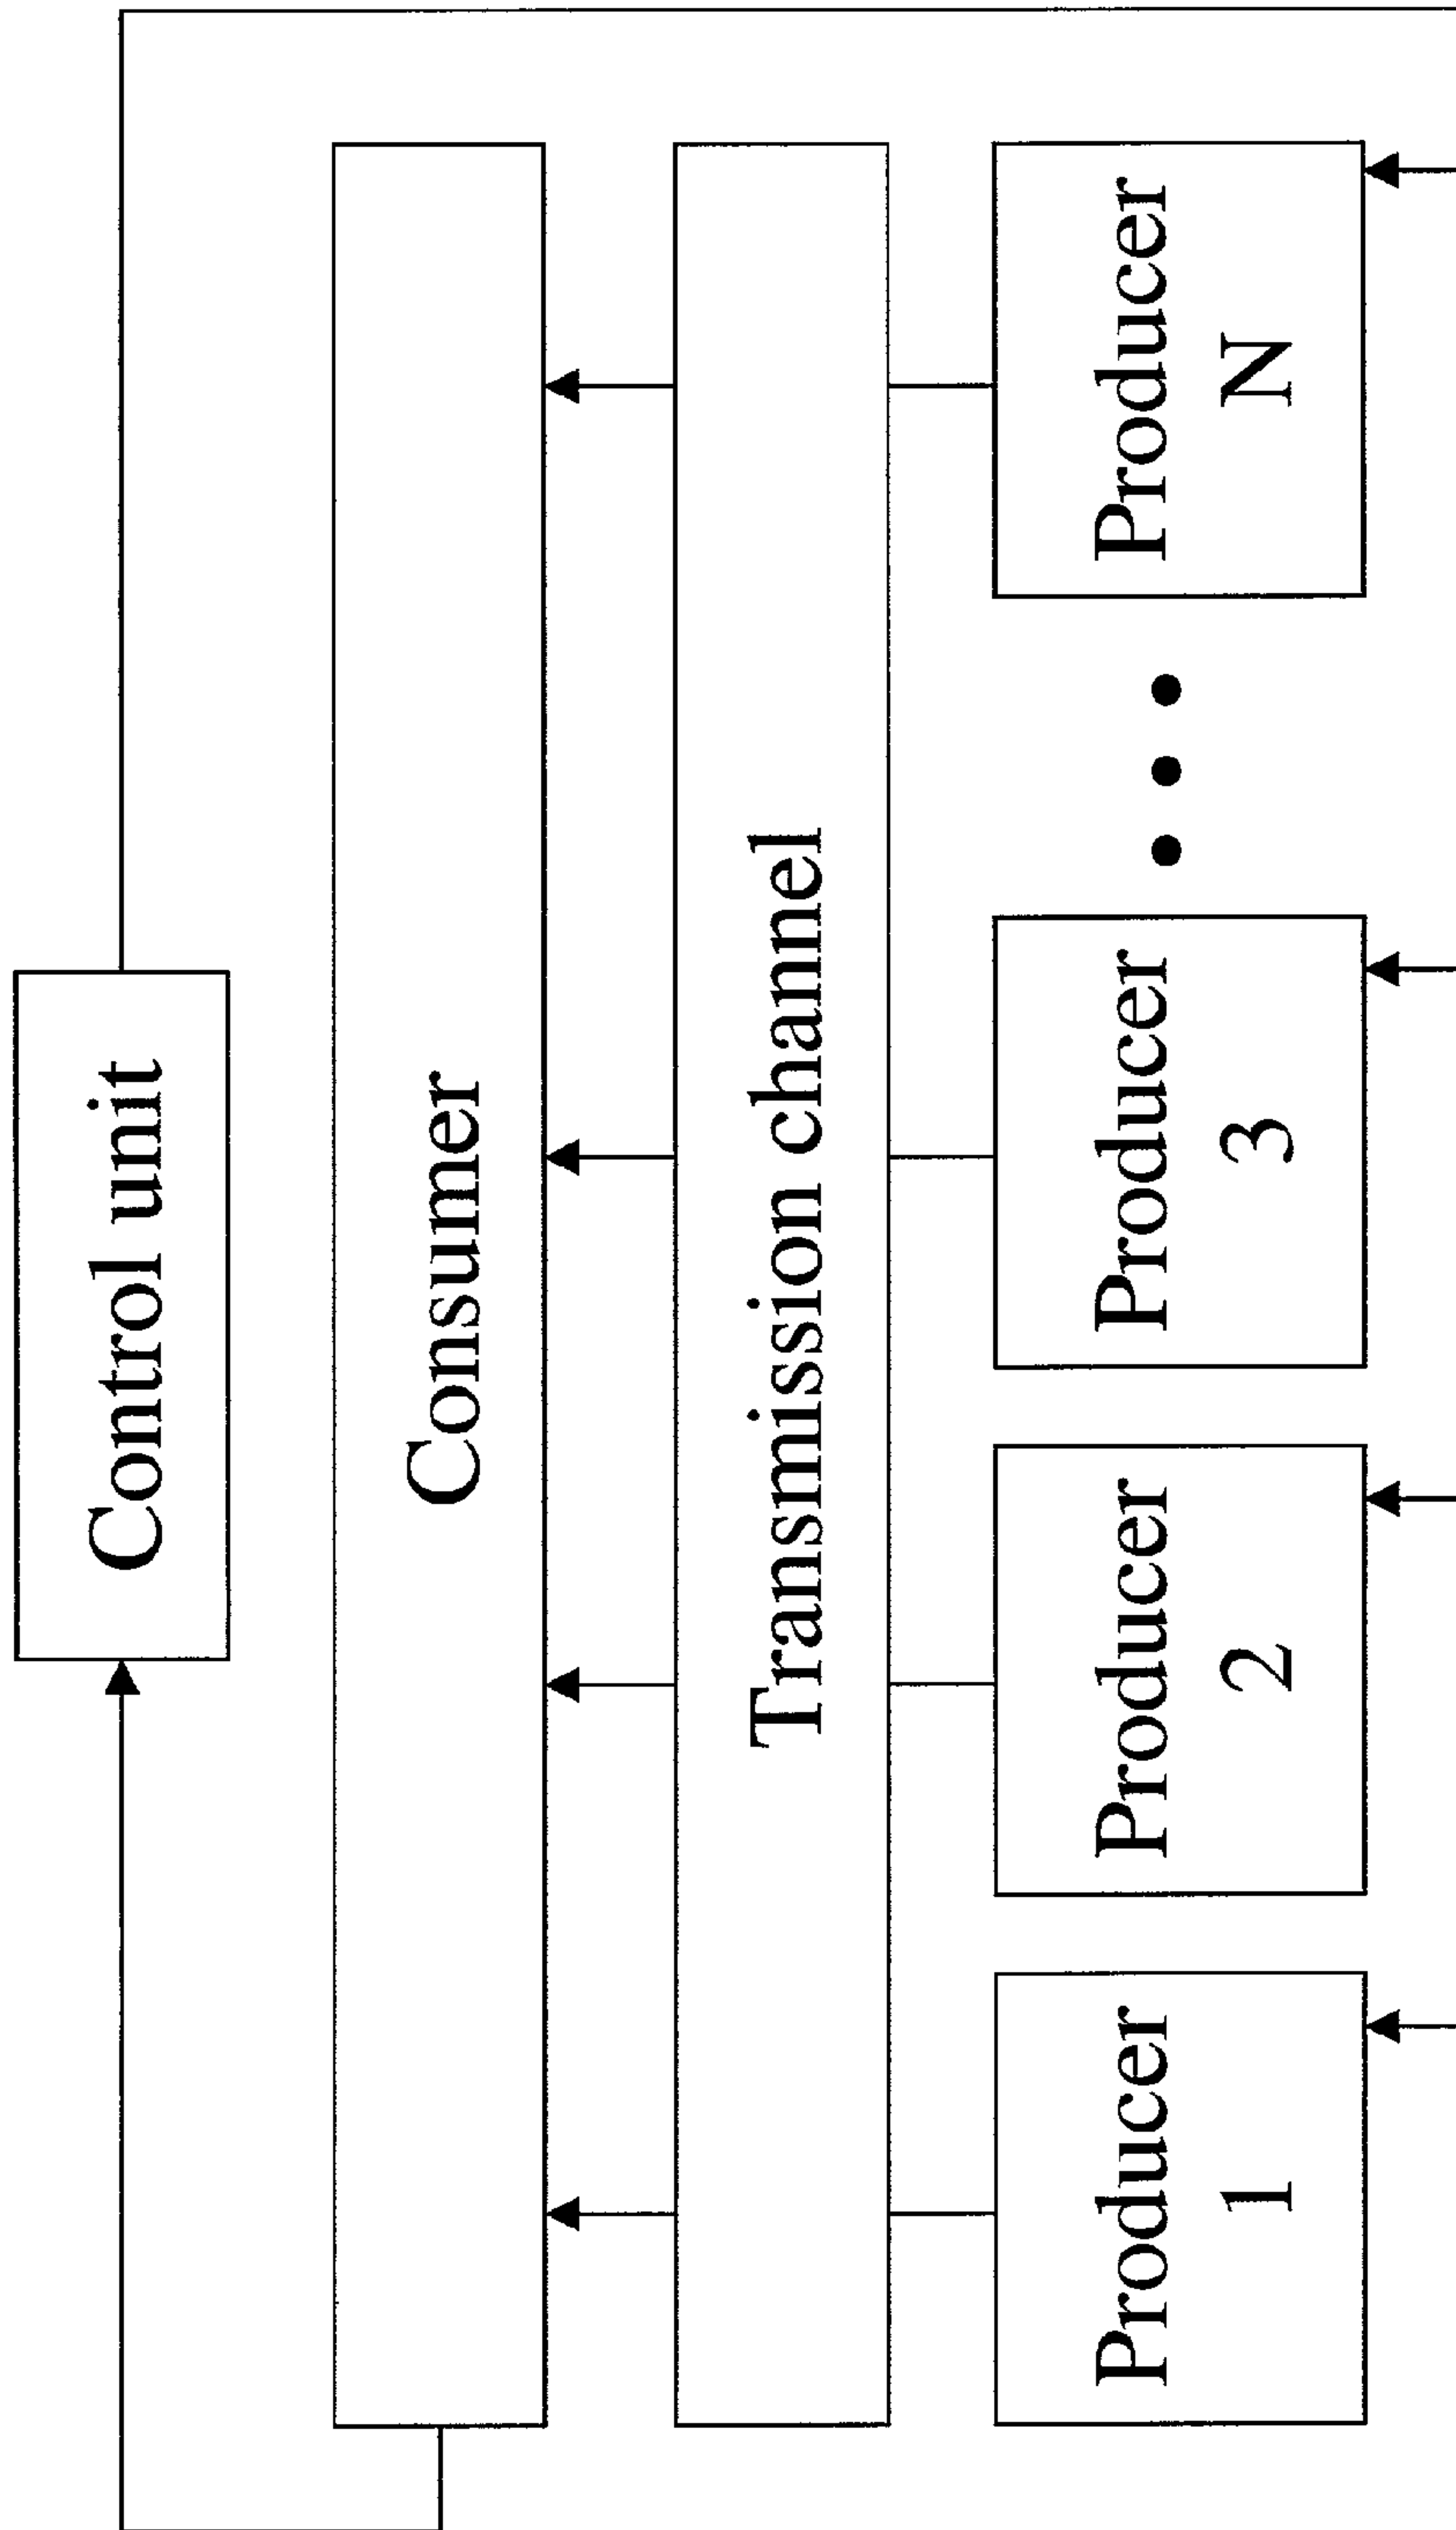 Control unit
Consumer
Transmission channel
Producer
1
Producer
2
Producer
3
Producer
N